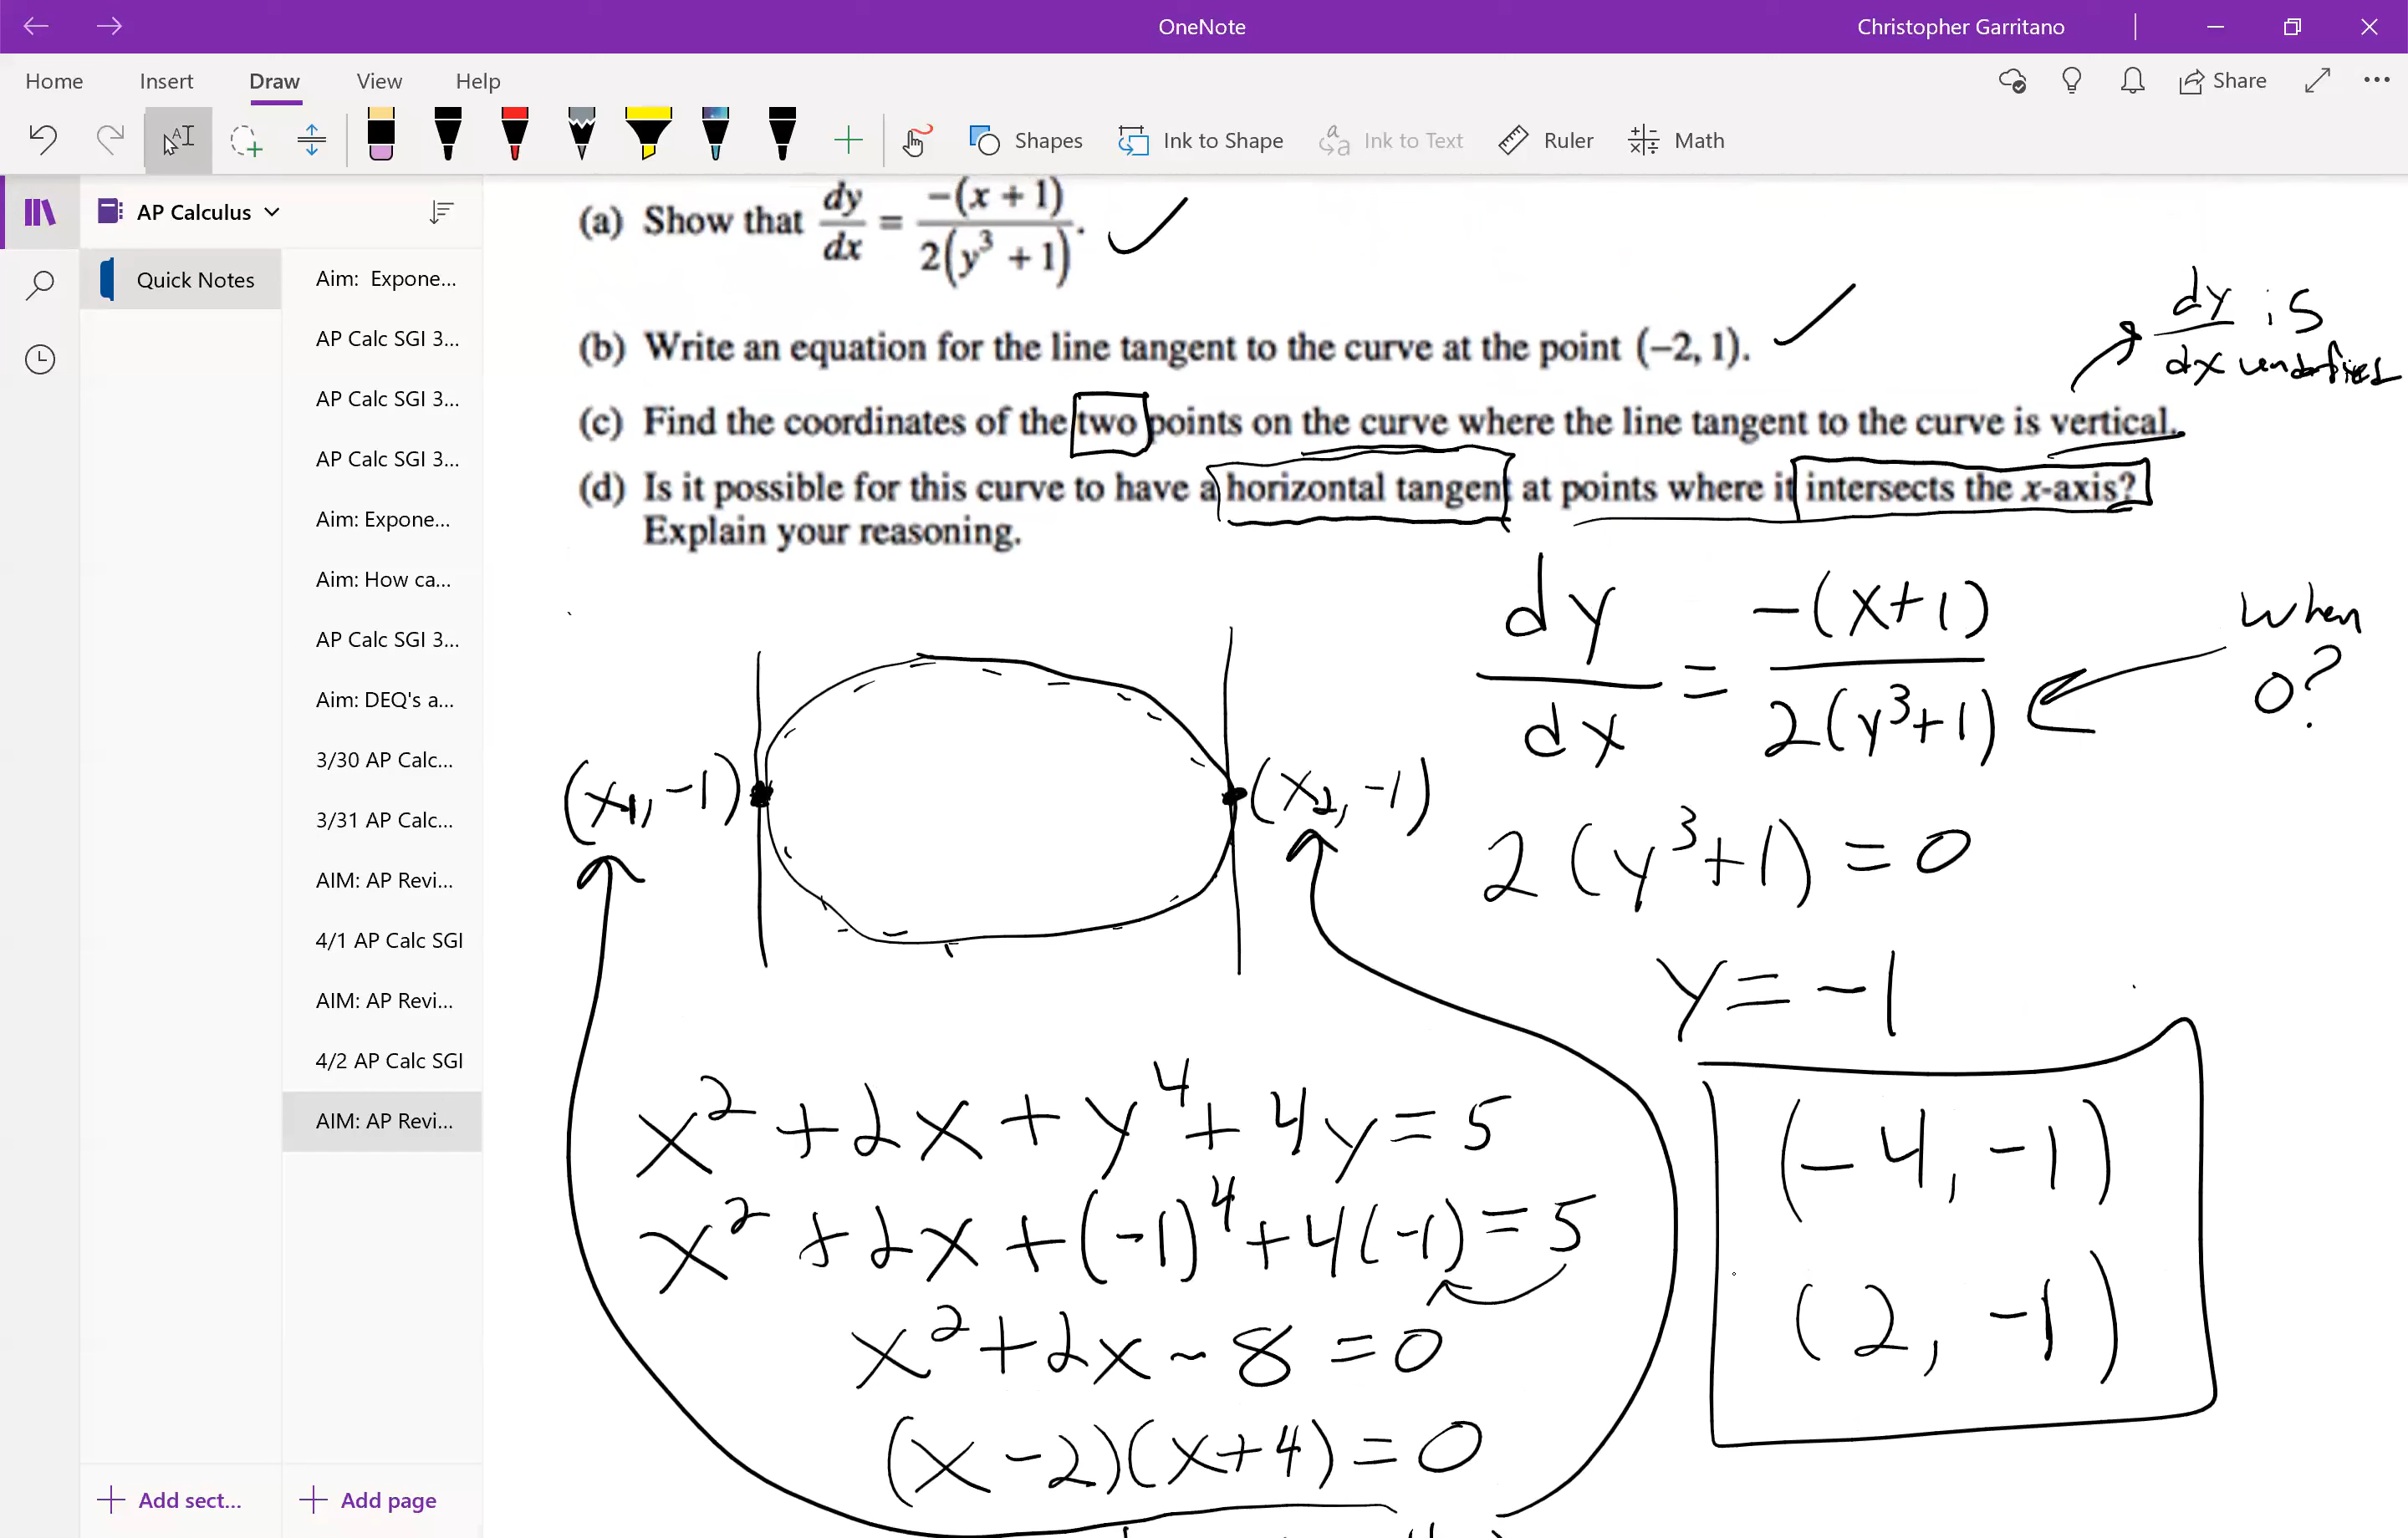 OneNote
Christopher Garritano
Home Insert Draw View Help
Share
Shapes Ink to Shape Ink to Text Ruler Math
AP Calculus
Quick Notes
Aim: Expone...
AP Calc SGI 3...
AP Calc SGI 3...
AP Calc SGI 3...
Aim: Expone...
Aim: How ca...
AP Calc SGI 3...
Aim: DEQ's a...
3/30 AP Calc...
3/31 AP Calc...
AIM: AP Revi...
4/1 AP Calc SGI
AIM: AP Revi...
4/2 AP Calc SGI
AIM: AP Revi...
Add sect...
Add page
(a) Show that dy/dx = -(x + 1)/2(y³ + 1).
(b) Write an equation for the line tangent to the curve at the point (−2, 1).
dy/dx is undefined
(c) Find the coordinates of the two points on the curve where the line tangent to the curve is vertical.
(d) Is it possible for this curve to have a horizontal tangent at points where it intersects the x-axis?
Explain your reasoning.
dy/dx = -(x+1)/2(y³+1)
When 0?
(x₁, -1)
(x₂, -1)
2(y³+1) = 0
y = -1
x² + 2x + y⁴ + 4y = 5
x² + 2x + (-1)⁴ + 4(-1) = 5
x² + 2x - 8 = 0
(x - 2)(x + 4) = 0
(-4, -1)
(2, -1)